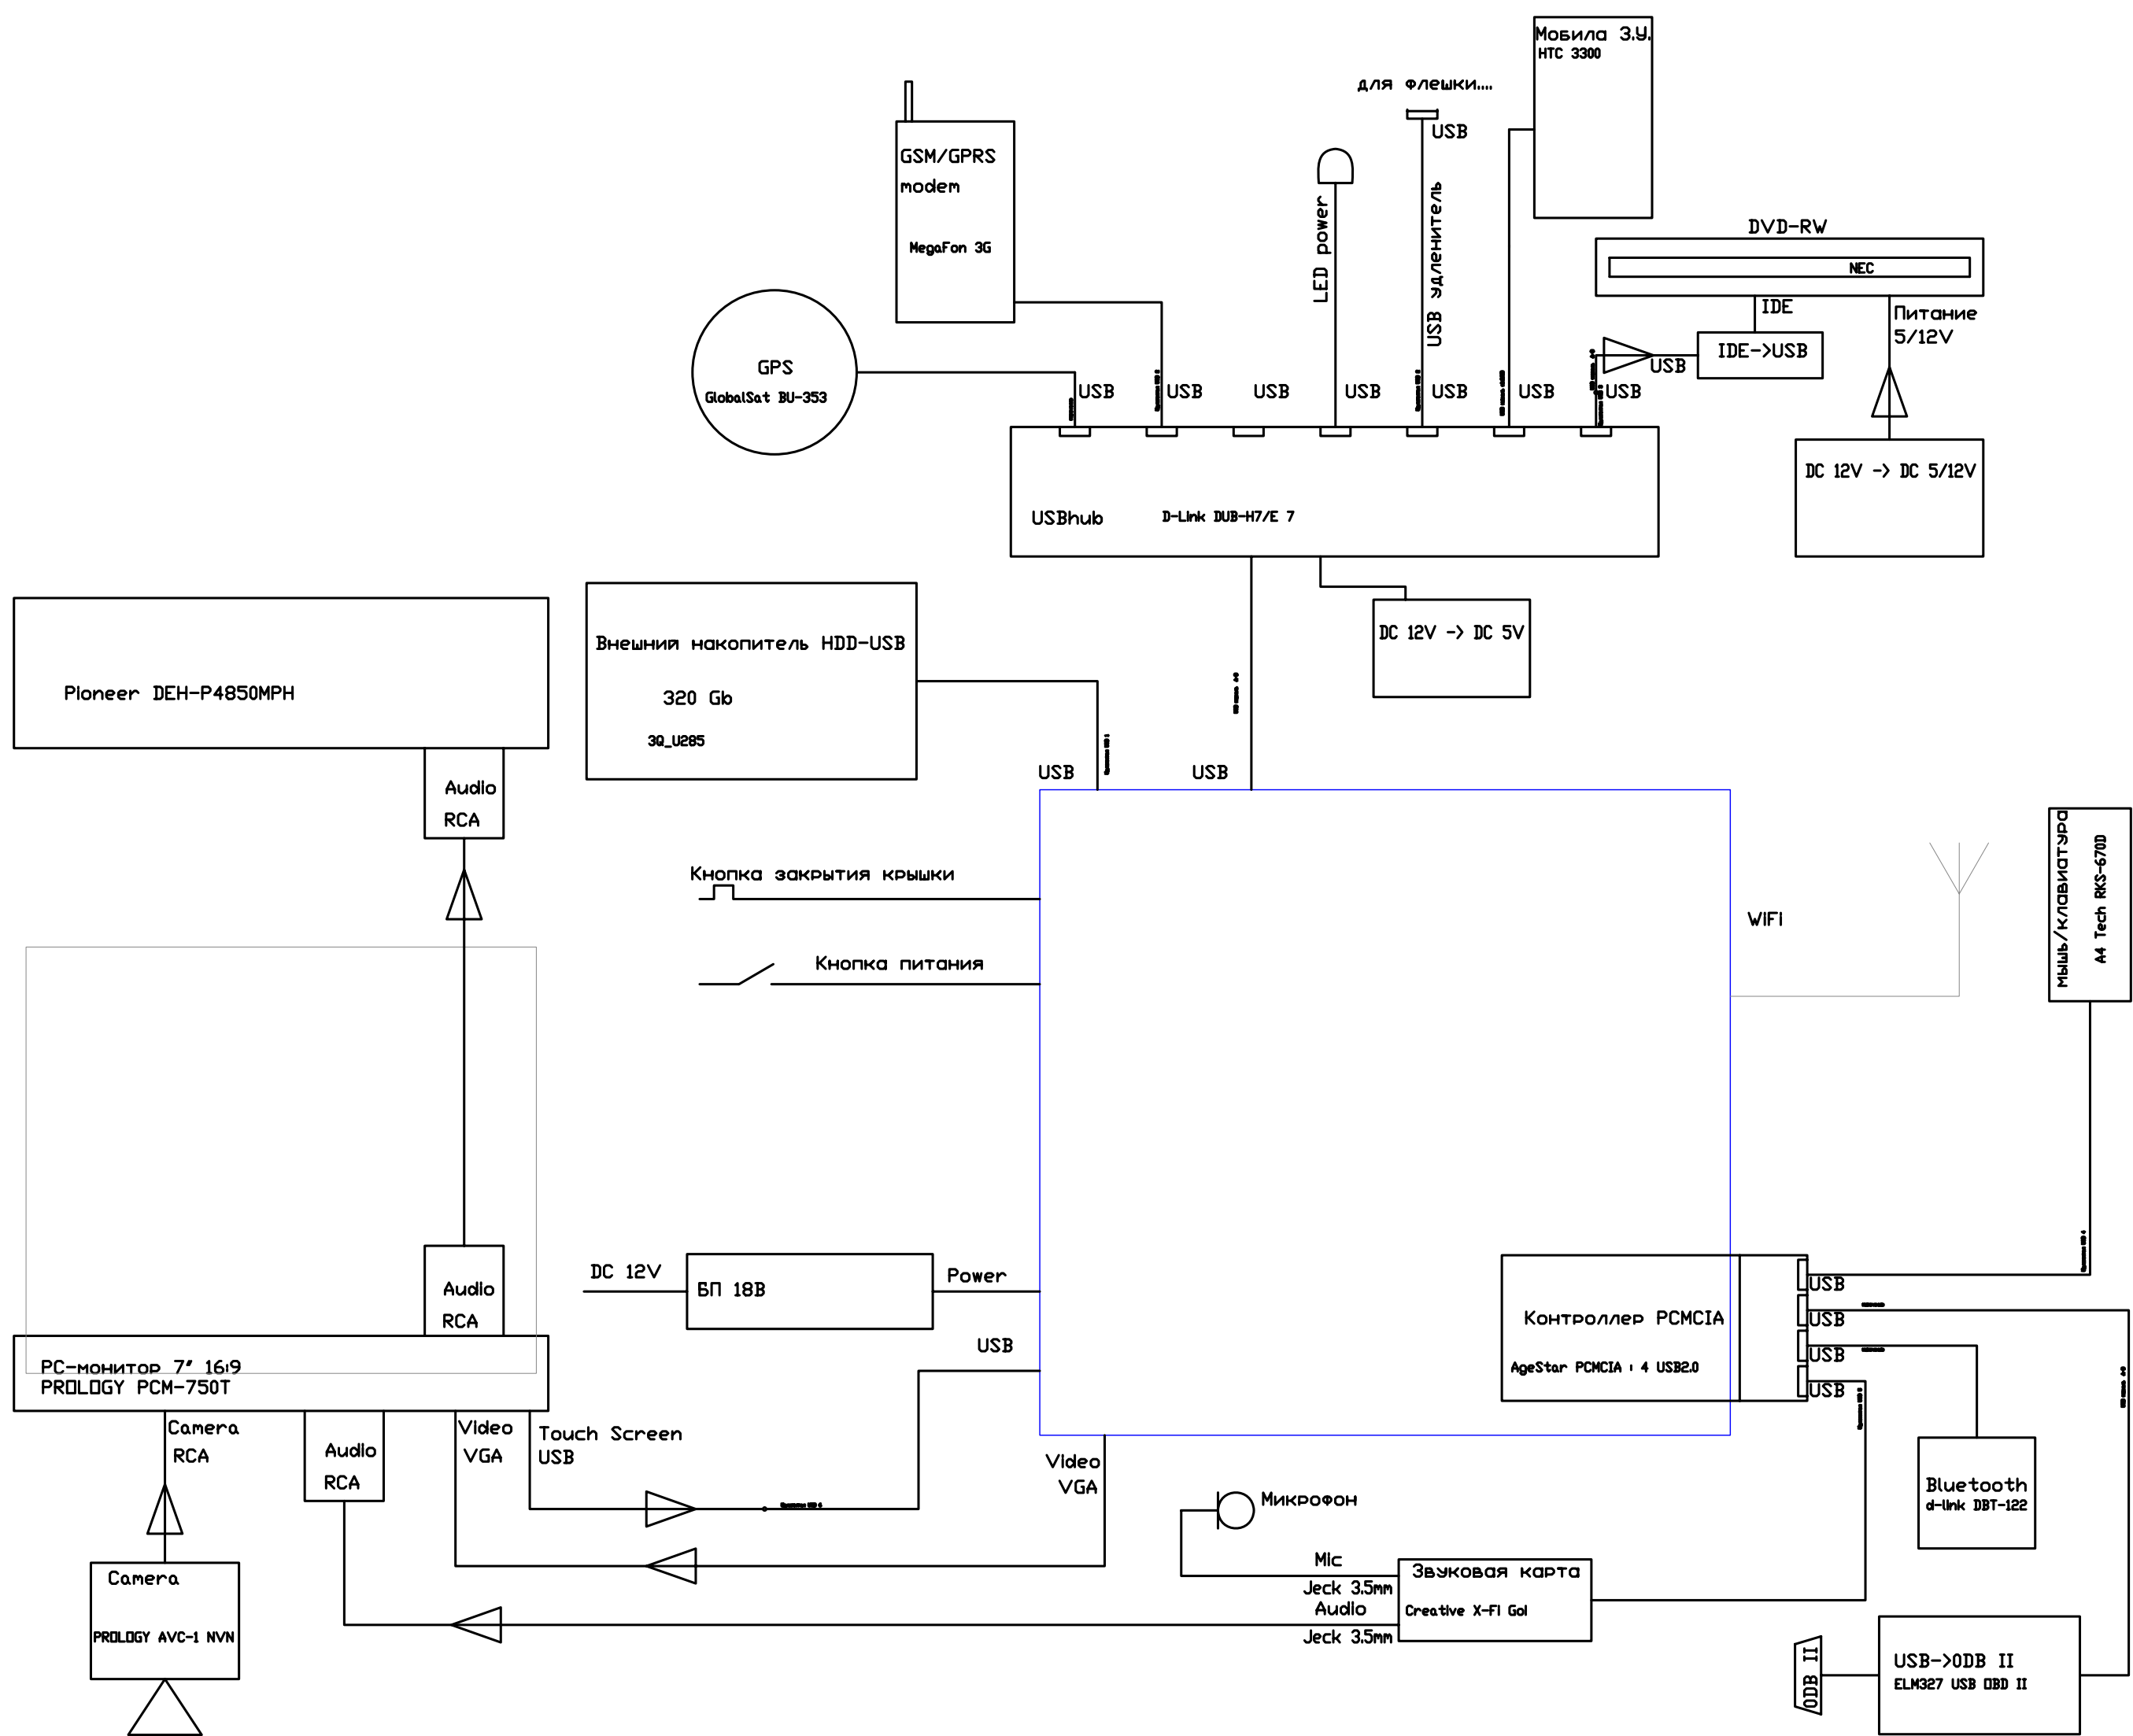 Мобила З.У.
HTC 3300
для флешки....
USB
GSM/GPRS
modem
MegaFon 3G
LED power
USB удленитель
DVD-RW
NEC
IDE
Питание
5/12V
IDE->USB
USB
GPS
GlobalSat BU-353
USB
USB
USB
USB
USB
USB
USB
DC 12V -> DC 5/12V
USBhub
D-Link DUB-H7/E 7
DC 12V -> DC 5V
Внешний накопитель HDD-USB
320 Gb
3Q_U285
Pioneer DEH-P4850MPH
USB
USB
Audio
RCA
Кнопка закрытия крышки
Кнопка питания
WiFi
мышь/клавиатура
A4 Tech RKS-670D
DC 12V
БП 18В
Power
USB
Audio
RCA
PC-монитор 7" 16:9
PROLOGY PCM-750T
Контроллер PCMCIA
AgeStar PCMCIA : 4 USB2.0
USB
USB
USB
USB
Camera
RCA
Audio
RCA
Video
VGA
Touch Screen
USB
Video
VGA
Микрофон
Bluetooth
d-link DBT-122
Camera
PROLOGY AVC-1 NVN
Mic
Jeck 3.5mm
Audio
Jeck 3.5mm
Звуковая карта
Creative X-Fi Go!
ODB II
USB->ODB II
ELM327 USB OBD II